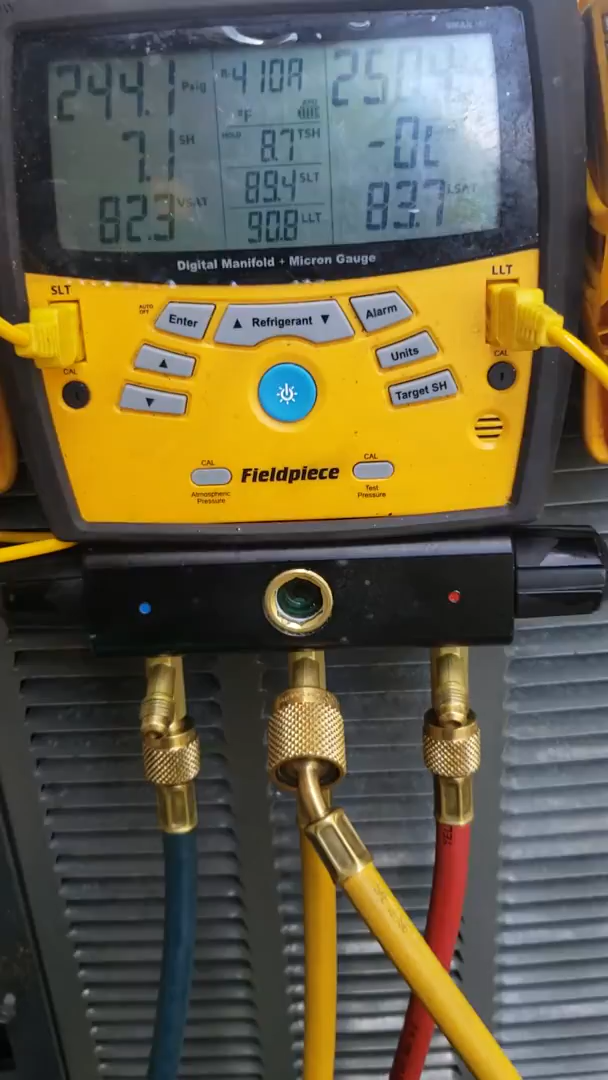 244.1 Psig R-410A 250.4
°F
7.1 SH HOLD 8.7 TSH -OL
89.4 SLT
82.3 VSAT 90.8 LLT 83.7 LSAT
Digital Manifold + Micron Gauge
SLT LLT
AUTO OFF
Enter ▲ Refrigerant ▼ Alarm
▲ Units
CAL CAL
▼ Target SH
CAL Fieldpiece CAL
Atmospheric Test
Pressure Pressure